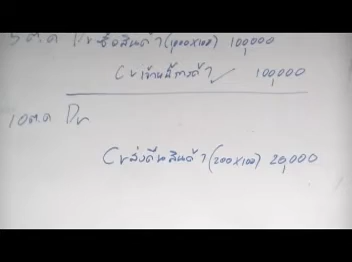 5 ต.ค Dr ซื้อสินค้า (1000x100) 100,000
Cr เจ้าหนี้การค้า ✓ 100,000
10 ต.ค Dr
Cr ส่งคืนสินค้า (200x100) 20,000